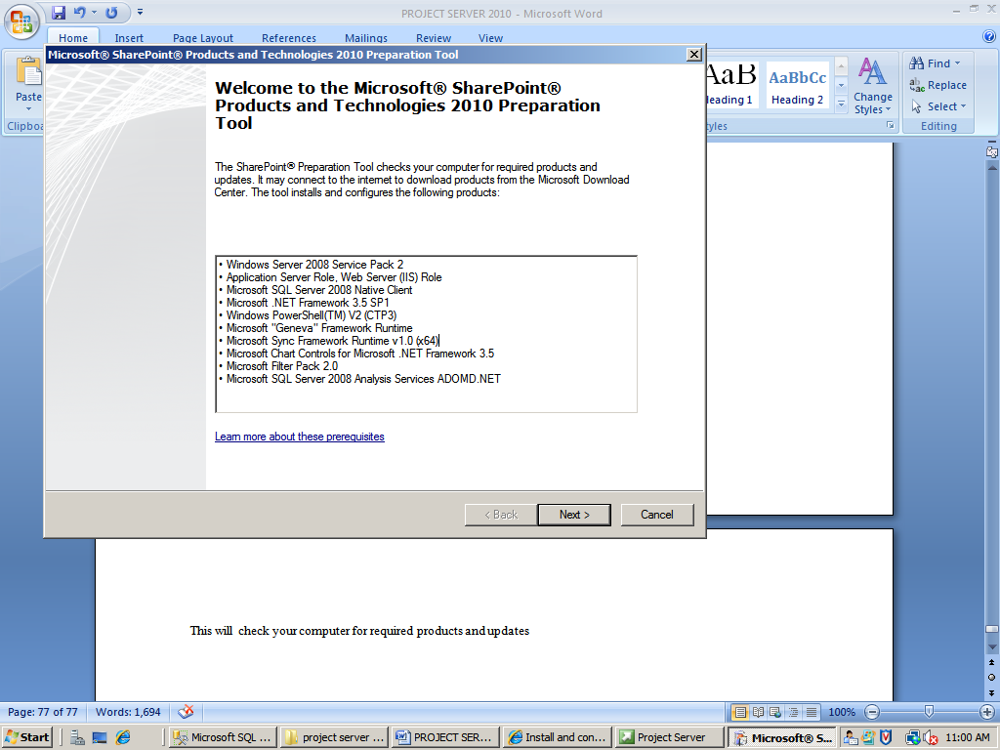 PROJECT SERVER 2010 - Microsoft Word
Home Insert Page Layout References Mailings Review View
Microsoft® SharePoint® Products and Technologies 2010 Preparation Tool
Paste
Clipboa
AaB AaBbCc
eading 1 Heading 2
Change
Styles
yles
Find
Replace
Select
Editing
Welcome to the Microsoft® SharePoint®
Products and Technologies 2010 Preparation
Tool
The SharePoint® Preparation Tool checks your computer for required products and
updates. It may connect to the internet to download products from the Microsoft Download
Center. The tool installs and configures the following products:
• Windows Server 2008 Service Pack 2
• Application Server Role, Web Server (IIS) Role
• Microsoft SQL Server 2008 Native Client
• Microsoft .NET Framework 3.5 SP1
• Windows PowerShell(TM) V2 (CTP3)
• Microsoft "Geneva" Framework Runtime
• Microsoft Sync Framework Runtime v1.0 (x64)
• Microsoft Chart Controls for Microsoft .NET Framework 3.5
• Microsoft Filter Pack 2.0
• Microsoft SQL Server 2008 Analysis Services ADOMD.NET
Learn more about these prerequisites
< Back Next > Cancel
This will check your computer for required products and updates
Page: 77 of 77 Words: 1,694 100%
Start Microsoft SQL ... project server ... PROJECT SER... Install and con... Project Server Microsoft® S... 11:00 AM